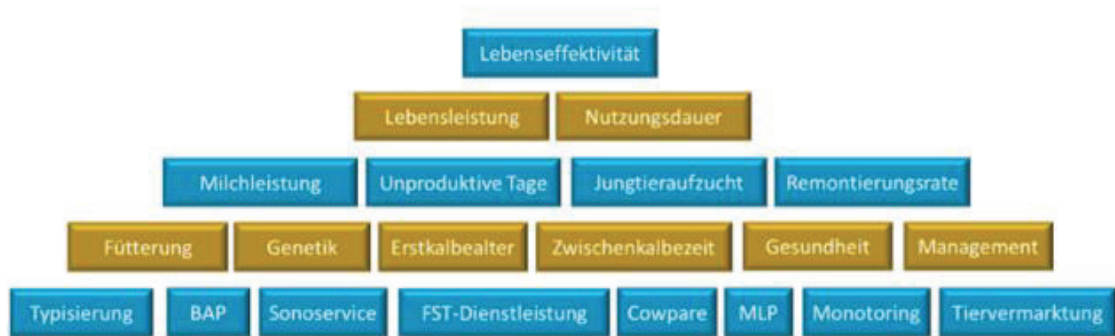 Lebenseffektivität
Lebensleistung Nutzungsdauer
Milchleistung Unproduktive Tage Jungtieraufzucht Remontierungsrate
Fütterung Genetik Erstkalbealter Zwischenkalbezeit Gesundheit Management
Typisierung BAP Sonoservice FST-Dienstleistung Cowpare MLP Monotoring Tiervermarktung